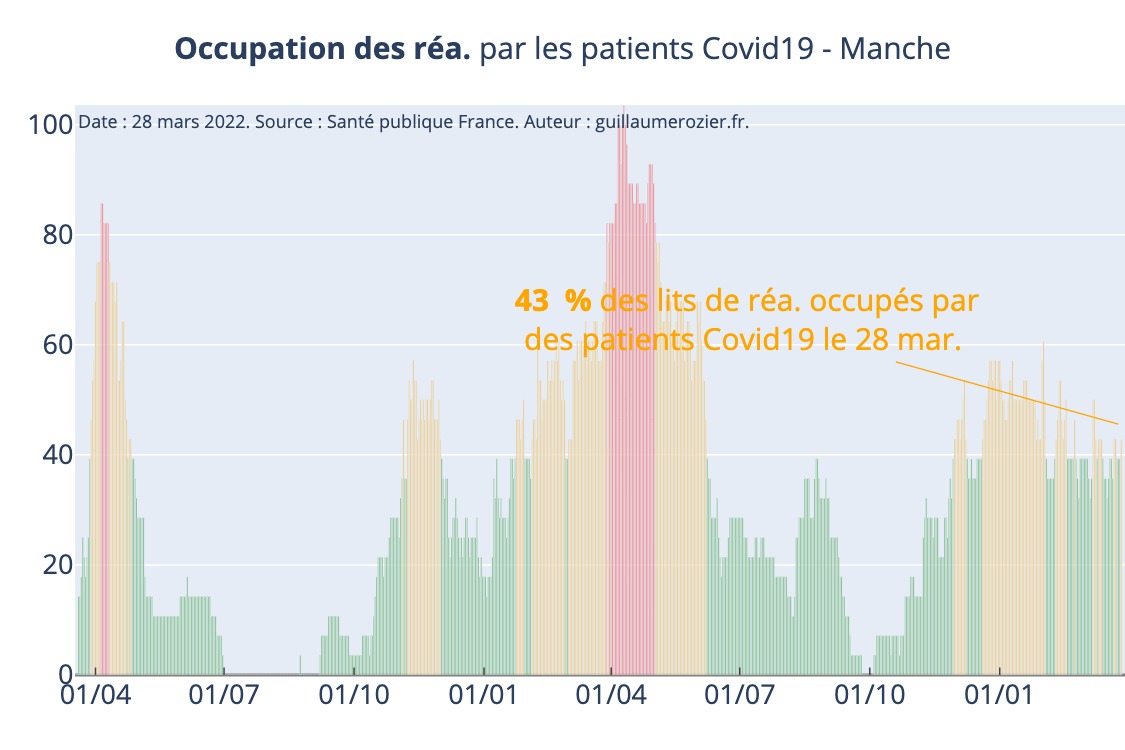 Occupation des réa. par les patients Covid19 - Manche
100
Date : 28 mars 2022. Source : Santé publique France. Auteur : guillaumerozier.fr.
80
43 % des lits de réa. occupés par
des patients Covid19 le 28 mar.
60
40
20
0
01/04 01/07 01/10 01/01 01/04 01/07 01/10 01/01